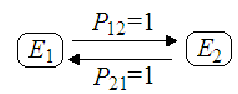 P₁₂=1
E₁ E₂
P₂₁=1